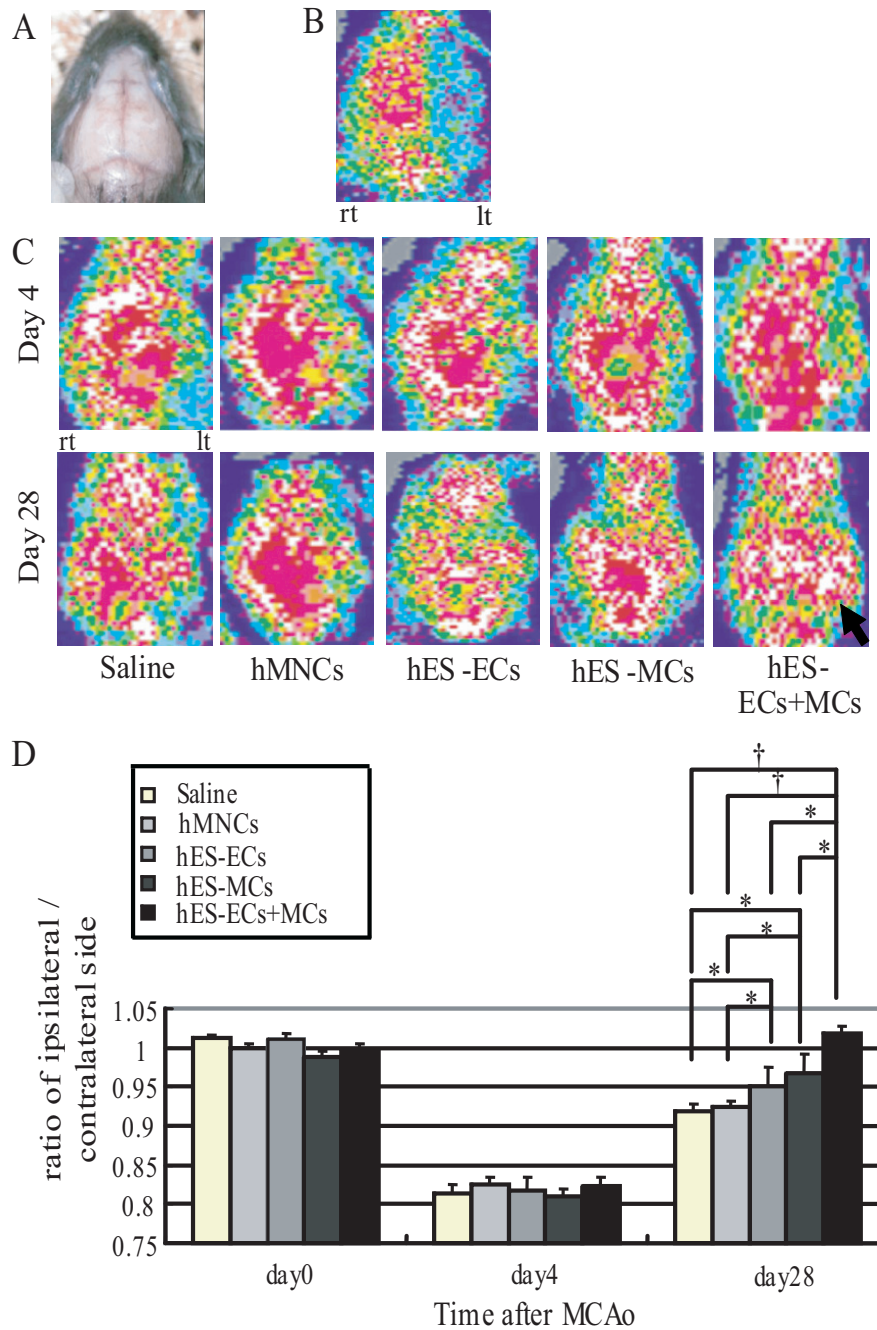 A
B
rt lt
C
Day 4
rt lt
Day 28
Saline hMNCs hES -ECs hES -MCs hES-
ECs+MCs
D
Saline
hMNCs
hES-ECs
hES-MCs
hES-ECs+MCs
†
†
*
*
*
*
*
*
ratio of ipsilateral /
contralateral side
1.05
1
0.95
0.9
0.85
0.8
0.75
day0 day4 day28
Time after MCAo